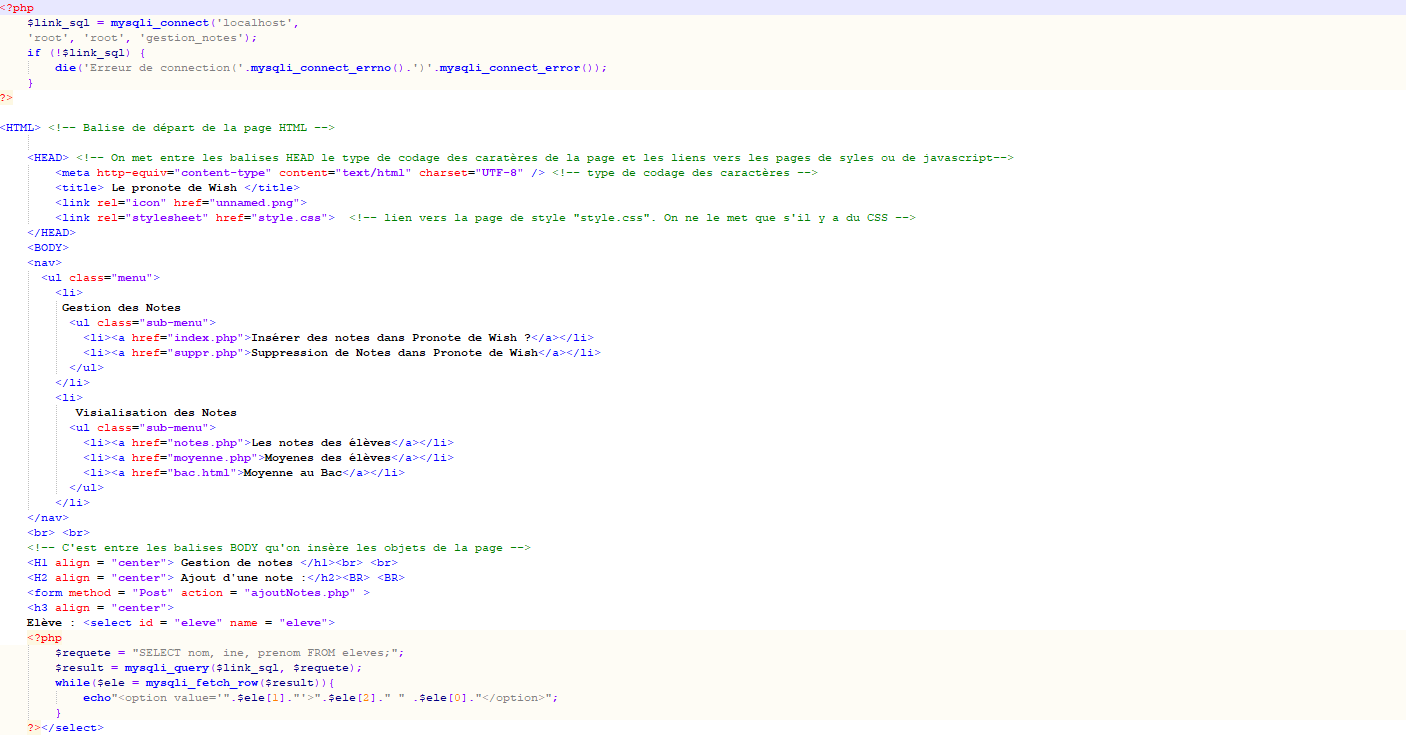 <?php
$link_sql = mysqli_connect('localhost',
'root', 'root', 'gestion_notes');
if (!$link_sql) {
die('Erreur de connection('.mysqli_connect_errno().')'.mysqli_connect_error());
}
?>
<HTML> <!-- Balise de départ de la page HTML -->
<HEAD> <!-- On met entre les balises HEAD le type de codage des caratères de la page et les liens vers les pages de syles ou de javascript-->
<meta http-equiv="content-type" content="text/html" charset="UTF-8" /> <!-- type de codage des caractères -->
<title> Le pronote de Wish </title>
<link rel="icon" href="unnamed.png">
<link rel="stylesheet" href="style.css">  <!-- lien vers la page de style "style.css". On ne le met que s'il y a du CSS -->
</HEAD>
<BODY>
<nav>
<ul class="menu">
<li>
Gestion des Notes
<ul class="sub-menu">
<li><a href="index.php">Insérer des notes dans Pronote de Wish ?</a></li>
<li><a href="suppr.php">Suppression de Notes dans Pronote de Wish</a></li>
</ul>
</li>
<li>
Visialisation des Notes
<ul class="sub-menu">
<li><a href="notes.php">Les notes des élèves</a></li>
<li><a href="moyenne.php">Moyenes des élèves</a></li>
<li><a href="bac.html">Moyenne au Bac</a></li>
</ul>
</li>
</nav>
<br> <br>
<!-- C'est entre les balises BODY qu'on insère les objets de la page -->
<H1 align = "center"> Gestion de notes </h1><br> <br>
<H2 align = "center"> Ajout d'une note :</h2><BR> <BR>
<form method = "Post" action = "ajoutNotes.php" >
<h3 align = "center">
Elève : <select id = "eleve" name = "eleve">
<?php
$requete = "SELECT nom, ine, prenom FROM eleves;";
$result = mysqli_query($link_sql, $requete);
while($ele = mysqli_fetch_row($result)){
echo"<option value='".$ele[1]."'>".$ele[2]." " .$ele[0]."</option>";
}
?></select>